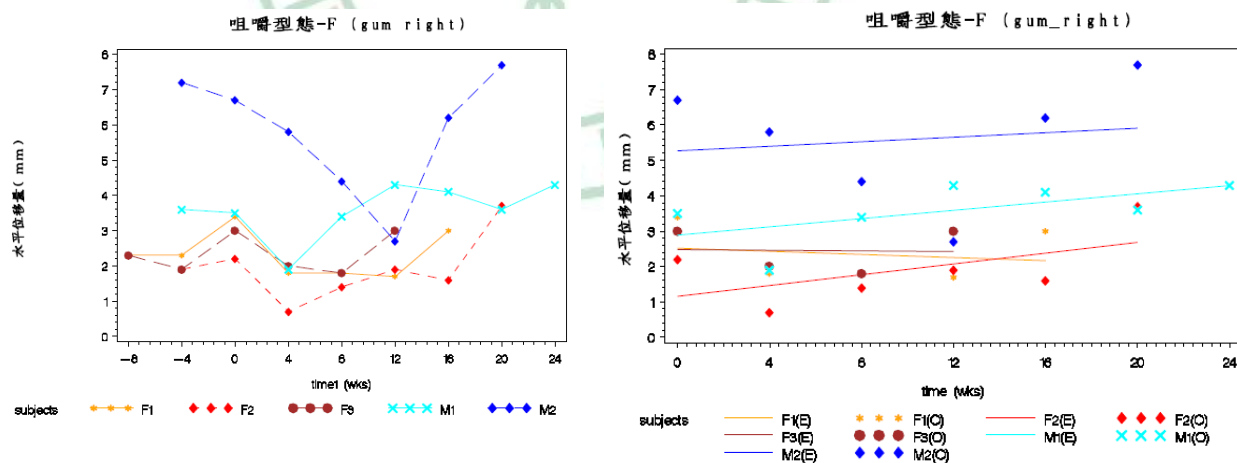 咀嚼型態-F (gum right)
水平位移量(mm)
8
7
6
5
4
3
2
1
0
-8 -4 0 4 8 12 16 20 24
time1 (wks)
subjects F1 F2 F3 M1 M2
咀嚼型態-F (gum_right)
水平位移量(mm)
8
7
6
5
4
3
2
1
0
0 4 8 12 16 20 24
time (wks)
subjects F1(E) F1(O) F2(E) F2(O)
F3(E) F3(O) M1(E) M1(O)
M2(E) M2(O)